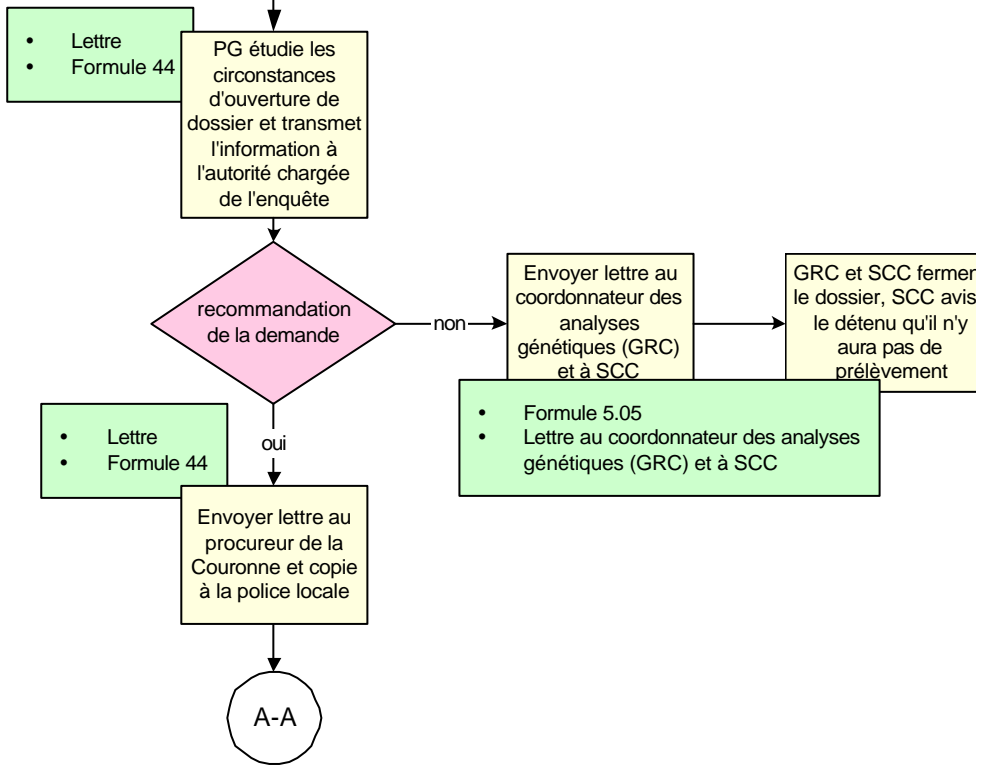 • Lettre
• Formule 44
PG étudie les
circonstances
d'ouverture de
dossier et transmet
l'information à
l'autorité chargée
de l'enquête
recommandation
de la demande
non
Envoyer lettre au
coordonnateur des
analyses
génétiques (GRC)
et à SCC
GRC et SCC fermen
le dossier, SCC avis
le détenu qu'il n'y
aura pas de
prélèvement
• Formule 5.05
• Lettre au coordonnateur des analyses
génétiques (GRC) et à SCC
oui
• Lettre
• Formule 44
Envoyer lettre au
procureur de la
Couronne et copie
à la police locale
A-A